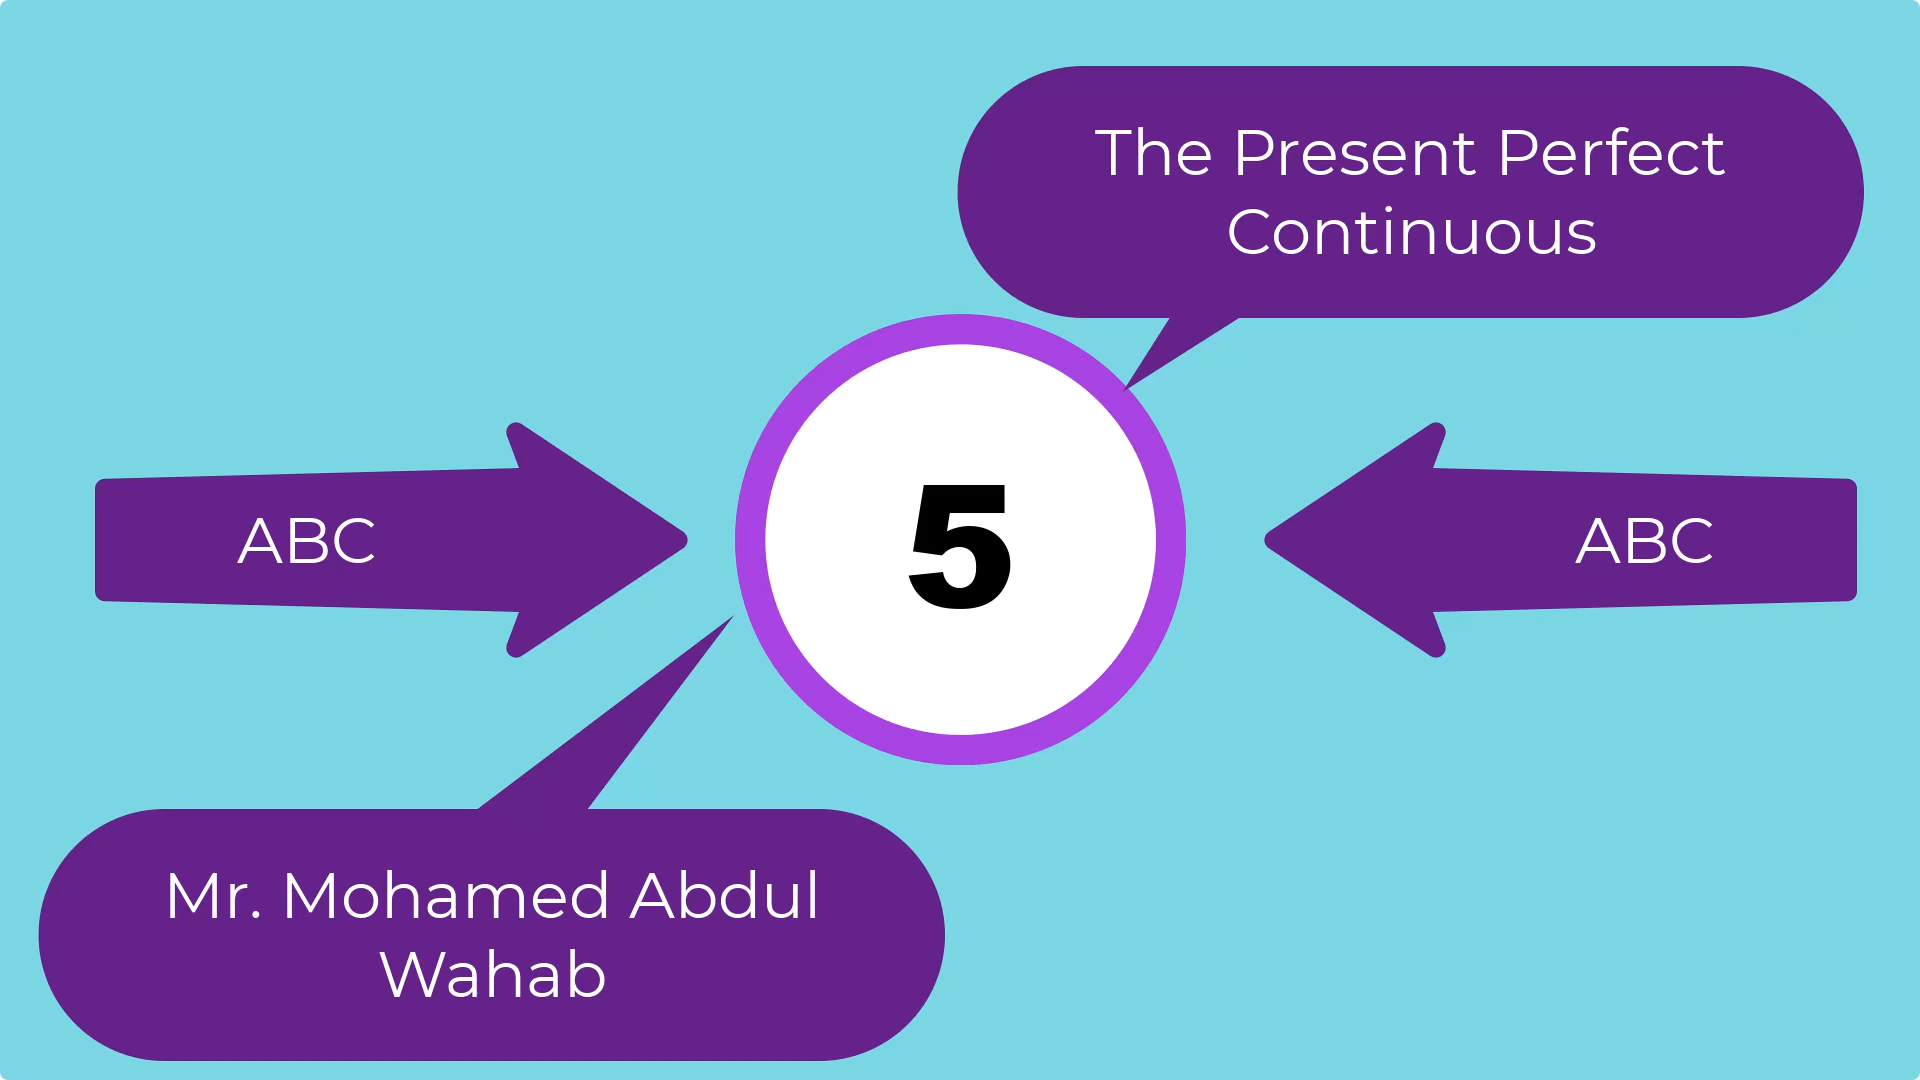 The Present Perfect
Continuous
ABC
5
ABC
Mr. Mohamed Abdul
Wahab